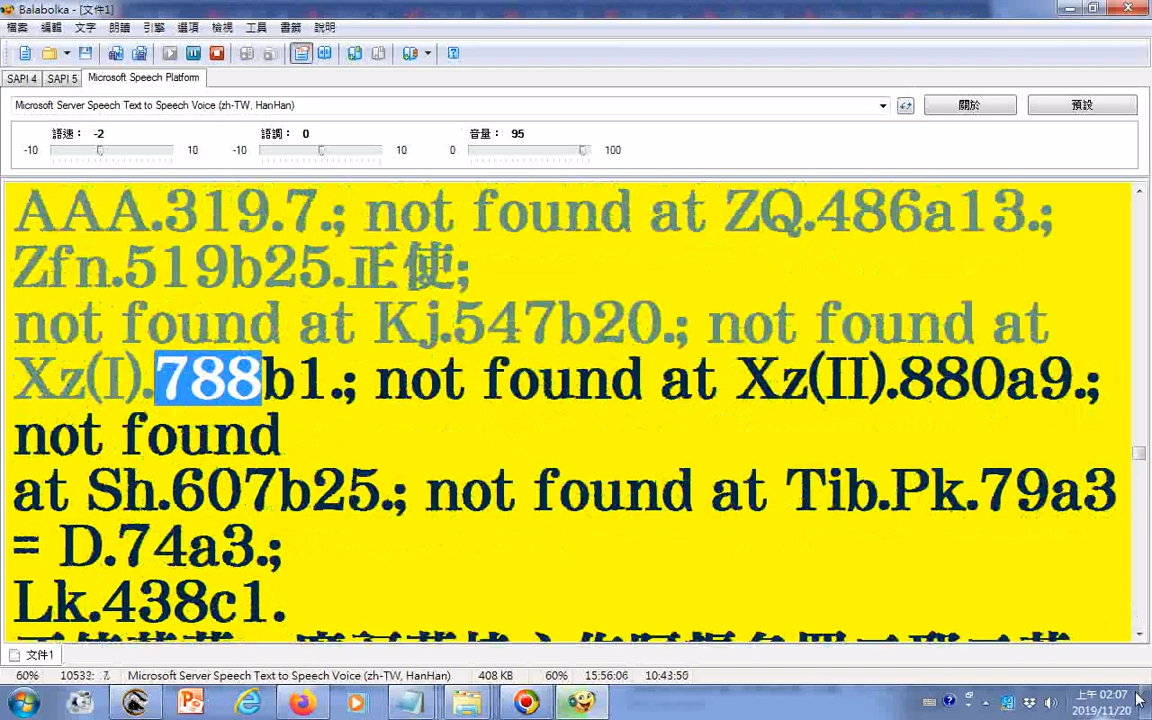 Balabolka - [文件1]
檔案 編輯 文字 朗讀 引擎 選項 檢視 工具 書籤 說明
SAPI 4 SAPI 5 Microsoft Speech Platform
Microsoft Server Speech Text to Speech Voice (zh-TW, HanHan) 關於 預設
語速： -2 語調： 0 音量： 95
-10 10 -10 10 0 100
AAA.319.7.; not found at ZQ.486a13.;
Zfn.519b25.正使;
not found at Kj.547b20.; not found at
Xz(I).788b1.; not found at Xz(II).880a9.;
not found
at Sh.607b25.; not found at Tib.Pk.79a3
= D.74a3.;
Lk.438c1.
文件1
60% 10533: 7 Microsoft Server Speech Text to Speech Voice (zh-TW, HanHan) 408 KB 60% 15:56:06 10:43:50
上午 02:07
2019/11/20